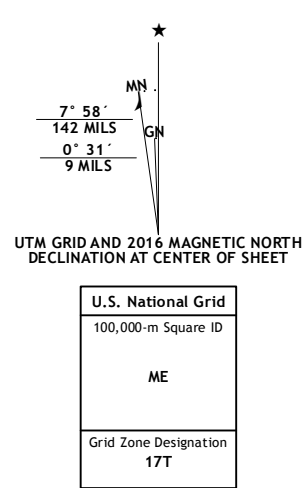 ★
MN
7° 58´
142 MILS
GN
0° 31´
9 MILS
UTM GRID AND 2016 MAGNETIC NORTH
DECLINATION AT CENTER OF SHEET
U.S. National Grid
100,000-m Square ID
ME
Grid Zone Designation
17T